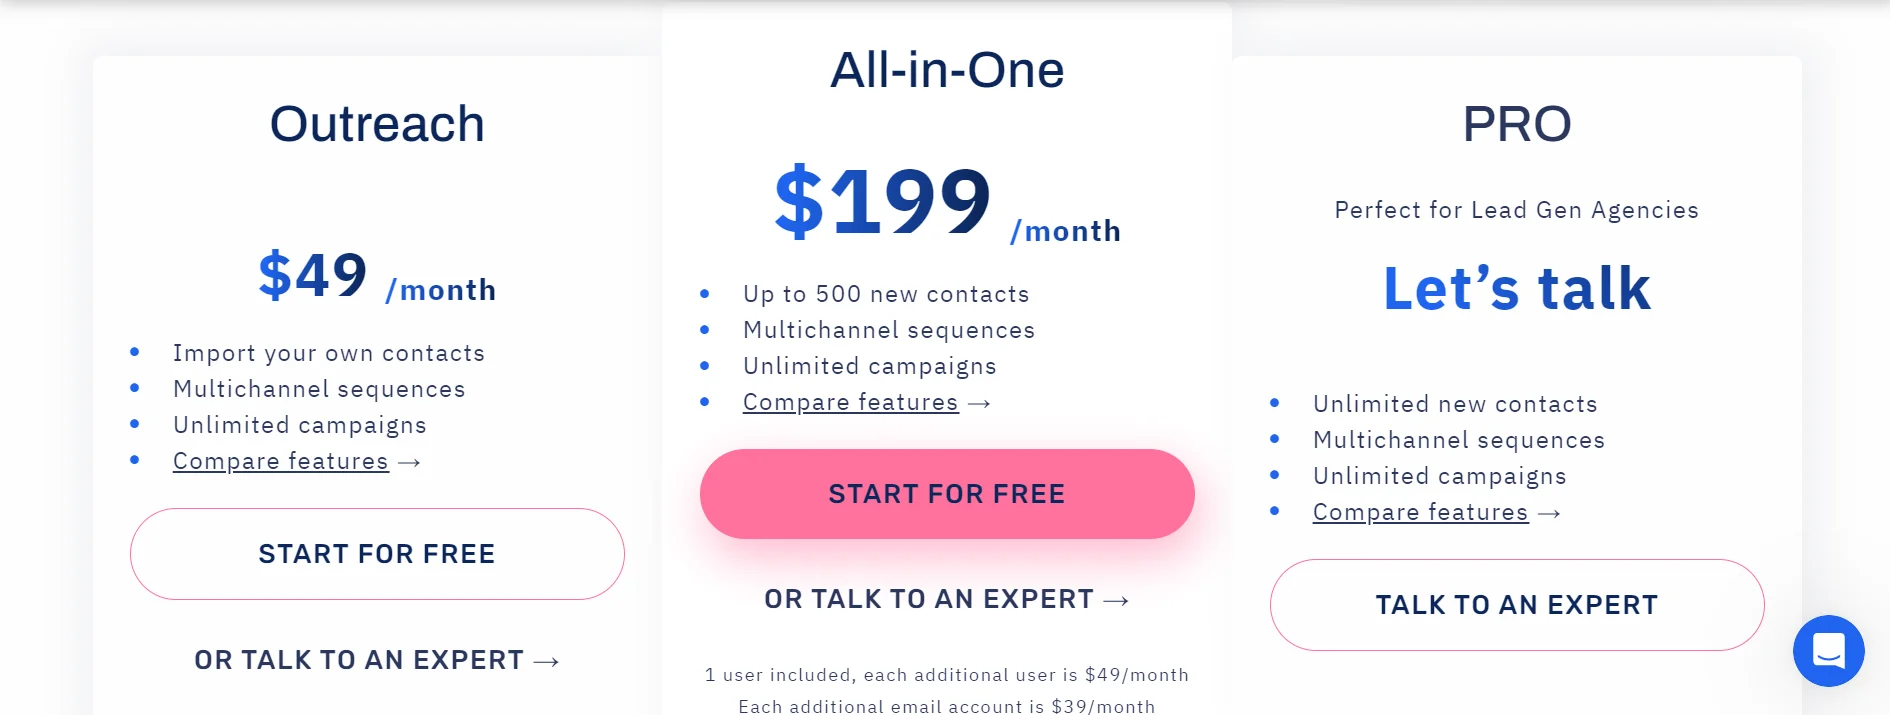 Outreach
$49 /month
Import your own contacts
Multichannel sequences
Unlimited campaigns
Compare features →
START FOR FREE
OR TALK TO AN EXPERT →
All-in-One
$199 /month
Up to 500 new contacts
Multichannel sequences
Unlimited campaigns
Compare features →
START FOR FREE
OR TALK TO AN EXPERT →
1 user included, each additional user is $49/month
Each additional email account is $39/month
PRO
Perfect for Lead Gen Agencies
Let’s talk
Unlimited new contacts
Multichannel sequences
Unlimited campaigns
Compare features →
TALK TO AN EXPERT